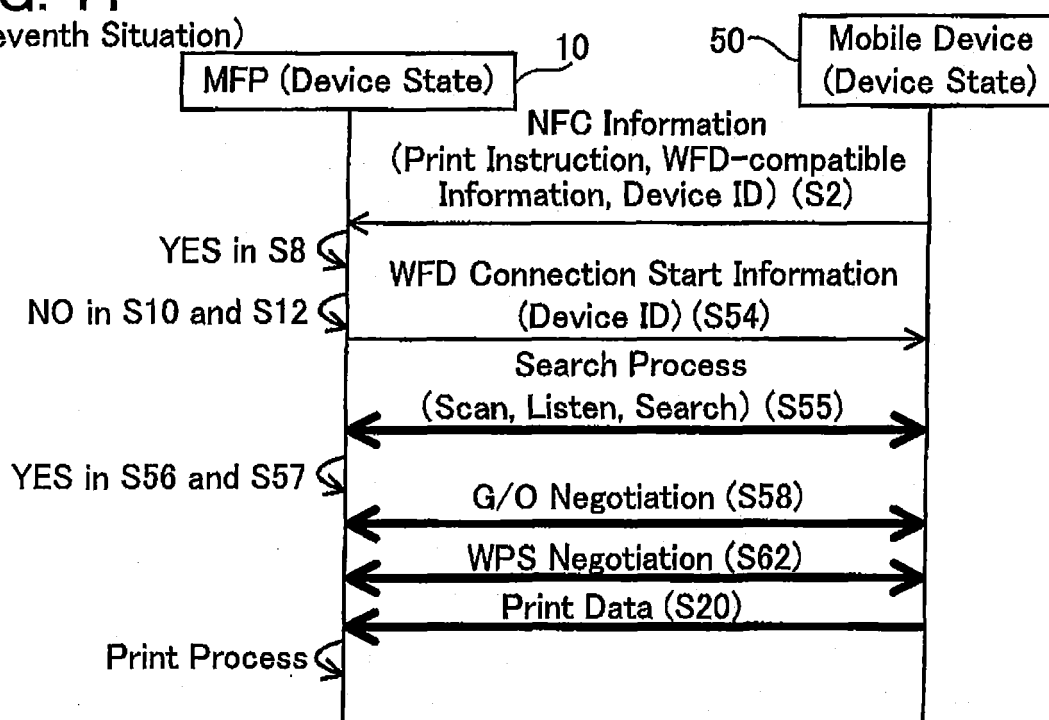 (Device State)
10
50
Mobile Device
(Device State)
MFP (Device State)
NFC Information
(Print Instruction, WFD-compatible
Information, Device ID) (S2)
YES in S8
WFD Connection Start Information
NO in S10 and S12
(Device ID) (S54)
Search Process
(Scan, Listen, Search) (S55)
YES in S56 and S57
G/O Negotiation (S58)
WPS Negotiation (S62)
Print Data (S20)
Print Process